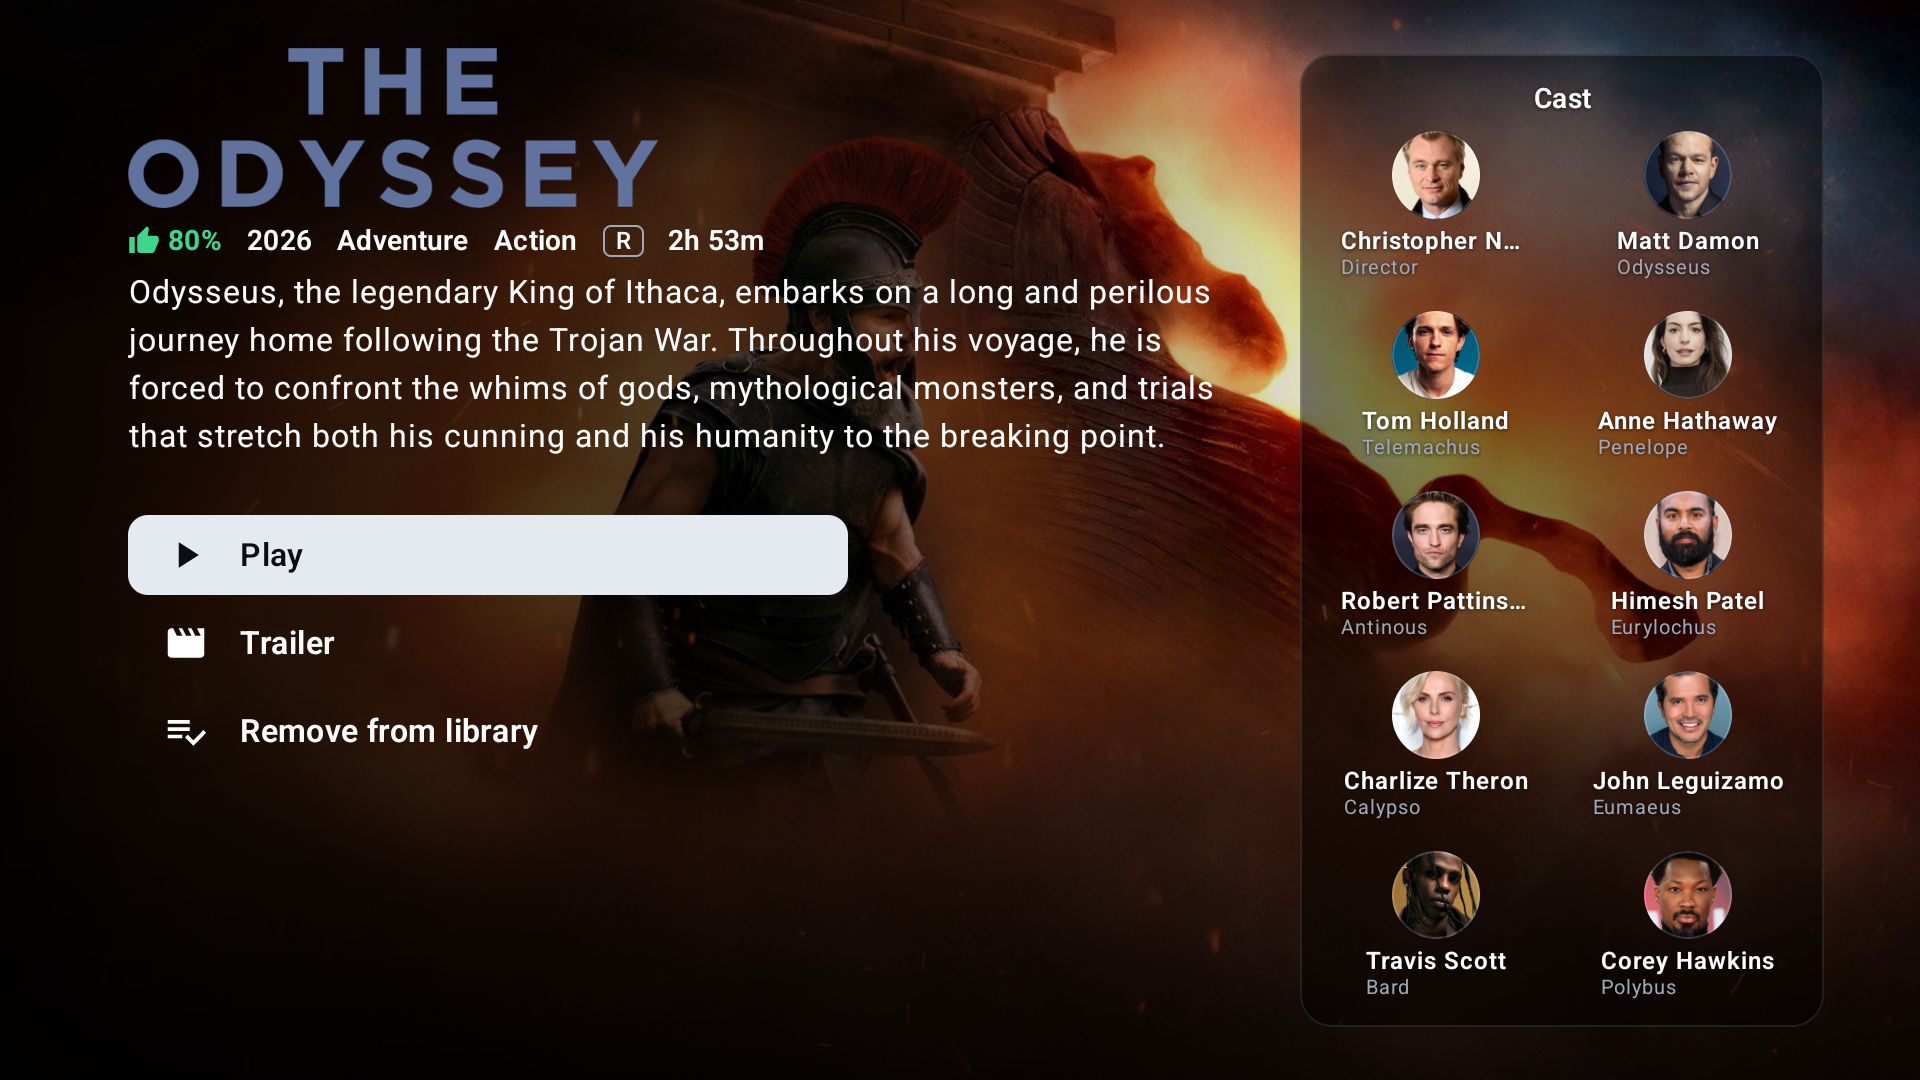 THE
ODYSSEY
80% 2026 Adventure Action R 2h 53m
Odysseus, the legendary King of Ithaca, embarks on a long and perilous
journey home following the Trojan War. Throughout his voyage, he is
forced to confront the whims of gods, mythological monsters, and trials
that stretch both his cunning and his humanity to the breaking point.
Play
Trailer
Remove from library
Cast
Christopher N...
Director
Matt Damon
Odysseus
Tom Holland
Telemachus
Anne Hathaway
Penelope
Robert Pattins...
Antinous
Himesh Patel
Eurylochus
Charlize Theron
Calypso
John Leguizamo
Eumaeus
Travis Scott
Bard
Corey Hawkins
Polybus